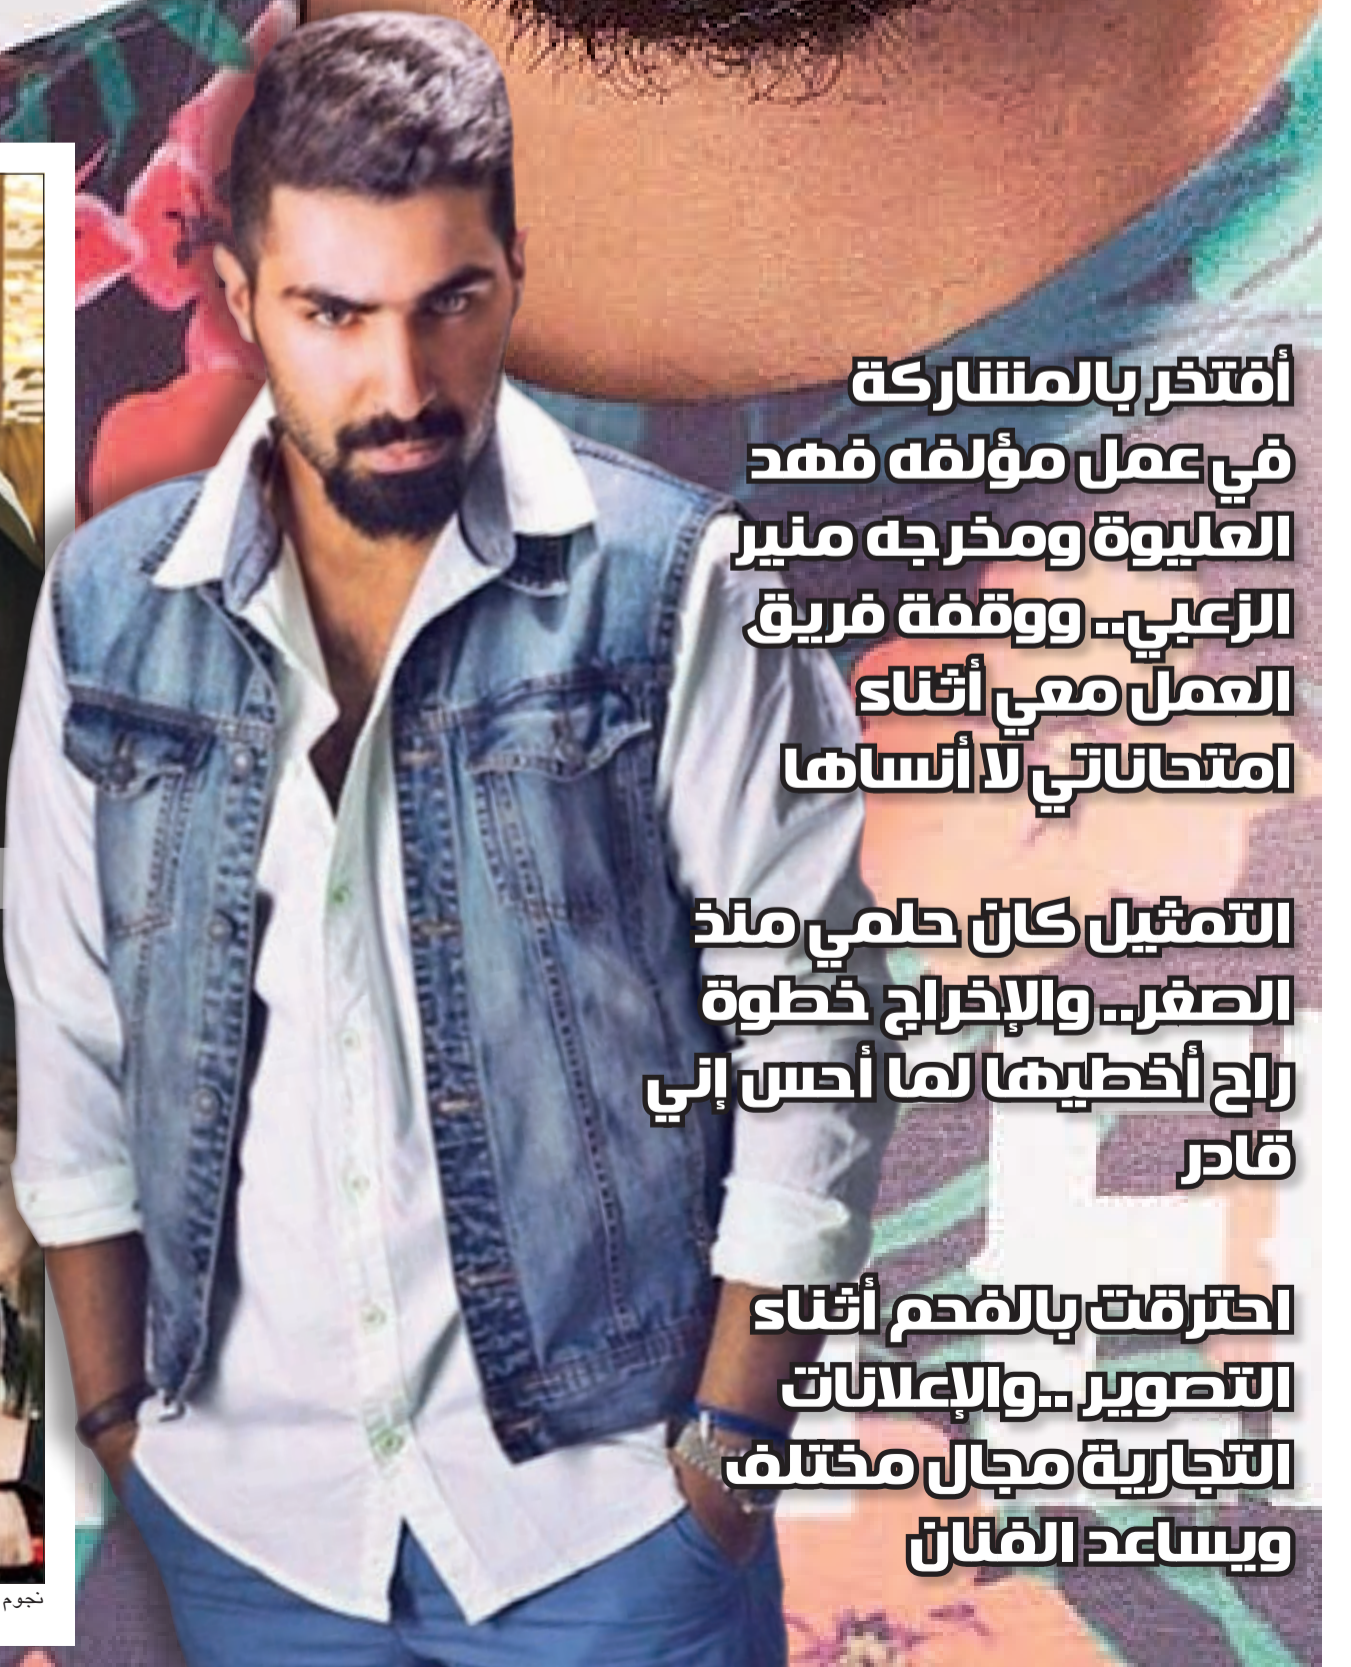 أفتخر بالمشاركة
في عمل مؤلفه فهد
العليوة ومخرجه منير
الزعبي.. ووقفة فريق
العمل معي أثناء
امتحاناتي لا أنساها
التمثيل كان حلمي منذ
الصغر.. والإخراج خطوة
راح أخطيها لما أحس إني
قادر
احترقت بالفحم أثناء
التصوير ..والإعلانات
التجارية مجال مختلف
ويساعد الفنان
نجوم